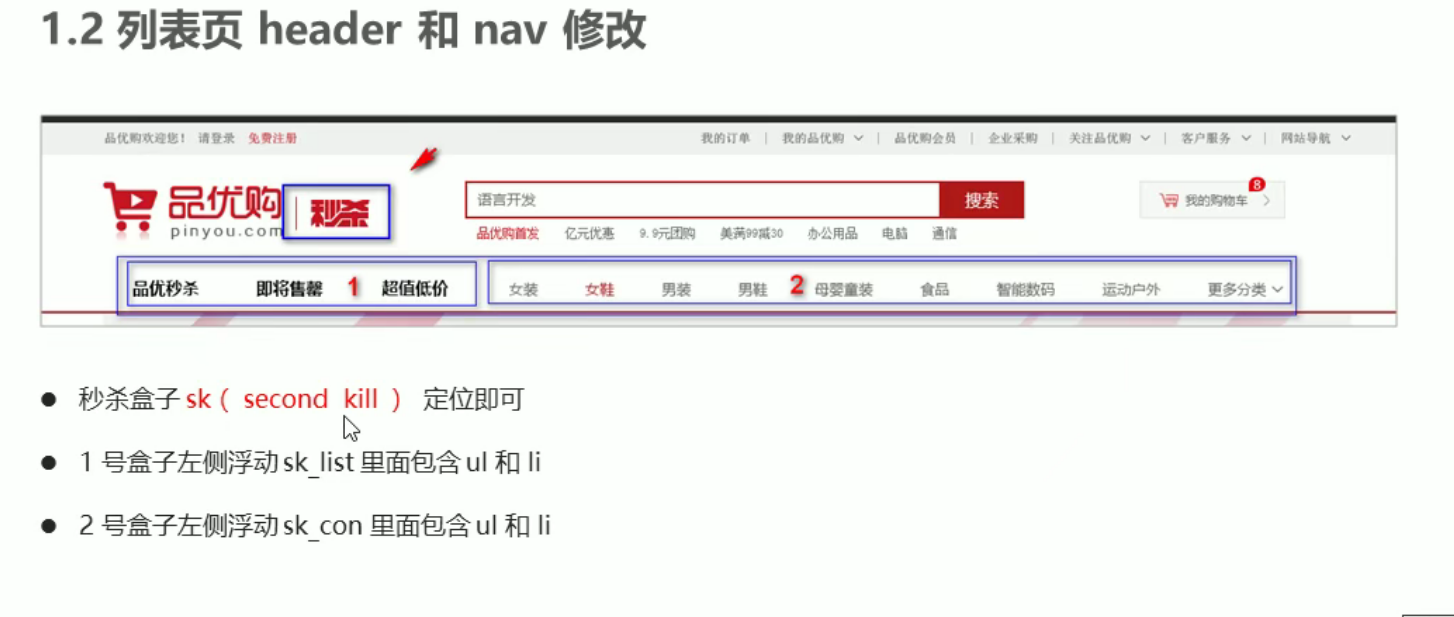 1.2 列表页 header 和 nav 修改
品优购欢迎您! 请登录 免费注册 我的订单 | 我的品优购 | 品优购会员 | 企业采购 | 关注品优购 | 客户服务 | 网站导航
品优购 秒杀 语言开发 搜索 我的购物车 8
pinyou.com 品优购首发 亿元优惠 9.9元团购 美满99减30 办公用品 电脑 通信
品优秒杀 即将售罄 1 超值低价 女装 女鞋 男装 男鞋 2 母婴童装 食品 智能数码 运动户外 更多分类
● 秒杀盒子 sk ( second kill ) 定位即可
● 1 号盒子左侧浮动 sk_list 里面包含 ul 和 li
● 2 号盒子左侧浮动 sk_con 里面包含 ul 和 li